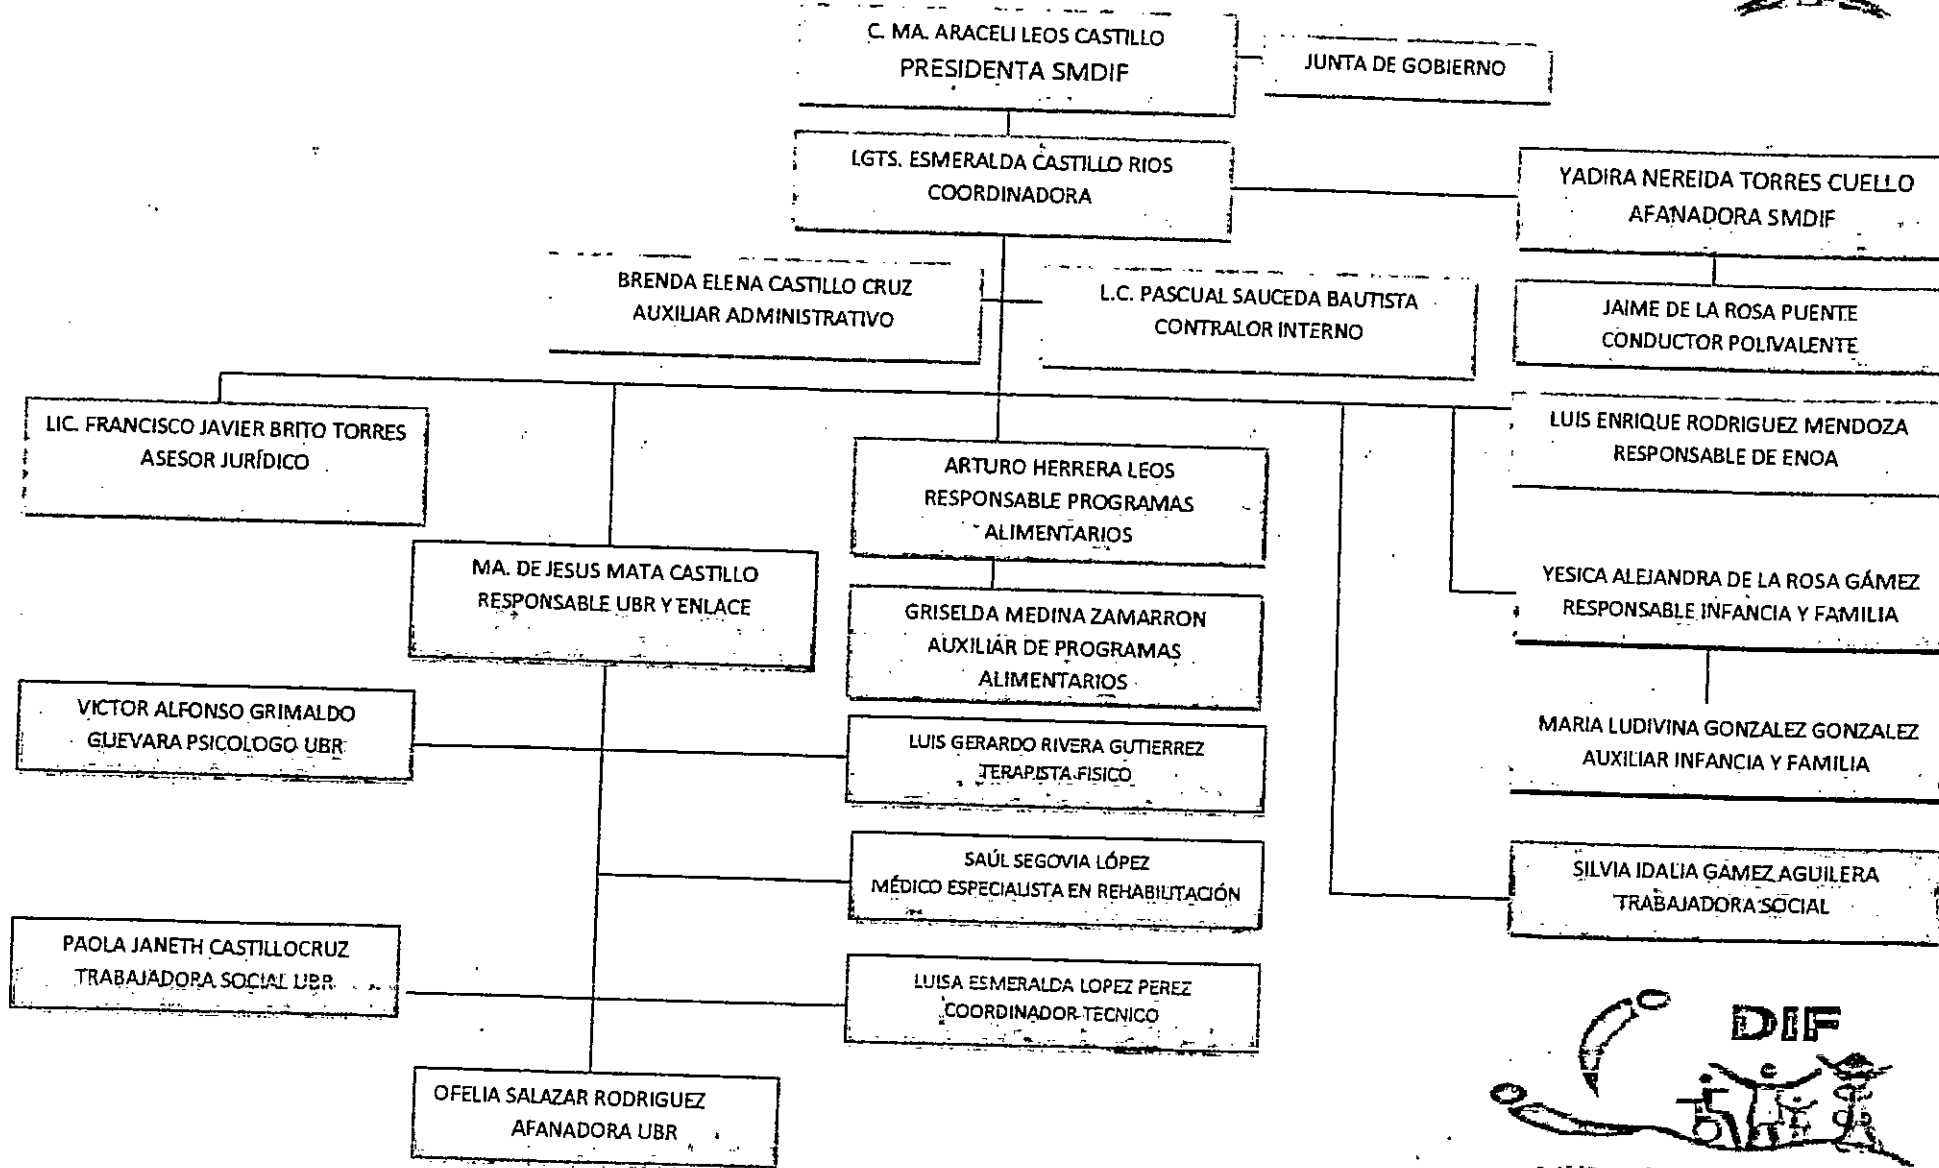 C. MA. ARACELI LEOS CASTILLO
PRESIDENTA SMDIF
JUNTA DE GOBIERNO
LGTS. ESMERALDA CASTILLO RIOS
COORDINADORA
YADIRA NEREIDA TORRES CUELLO
AFANADORA SMDIF
BRENDA ELENA CASTILLO CRUZ
AUXILIAR ADMINISTRATIVO
L.C. PASCUAL SAUCEDA BAUTISTA
CONTRALOR INTERNO
JAIME DE LA ROSA PUENTE
CONDUCTOR POLIVALENTE
LIC. FRANCISCO JAVIER BRITO TORRES
ASESOR JURÍDICO
ARTURO HERRERA LEOS
RESPONSABLE PROGRAMAS
ALIMENTARIOS
LUIS ENRIQUE RODRIGUEZ MENDOZA
RESPONSABLE DE ENOA
MA. DE JESUS MATA CASTILLO
RESPONSABLE UBR Y ENLACE
GRISELDA MEDINA ZAMARRON
AUXILIAR DE PROGRAMAS
ALIMENTARIOS
YESICA ALEJANDRA DE LA ROSA GÁMEZ
RESPONSABLE INFANCIA Y FAMILIA
VICTOR ALFONSO GRIMALDO
GUEVARA PSICOLOGO UBR
LUIS GERARDO RIVERA GUTIERREZ
TERAPISTA FISICO
MARIA LUDIVINA GONZALEZ GONZALEZ
AUXILIAR INFANCIA Y FAMILIA
SAÚL SEGOVIA LÓPEZ
MÉDICO ESPECIALISTA EN REHABILITACIÓN
SILVIA IDALIA GAMEZ AGUILERA
TRABAJADORA SOCIAL
PAOLA JANETH CASTILLOCRUZ
TRABAJADORA SOCIAL UBR
LUISA ESMERALDA LOPEZ PEREZ
COORDINADOR TECNICO
OFELIA SALAZAR RODRIGUEZ
AFANADORA UBR
DIF